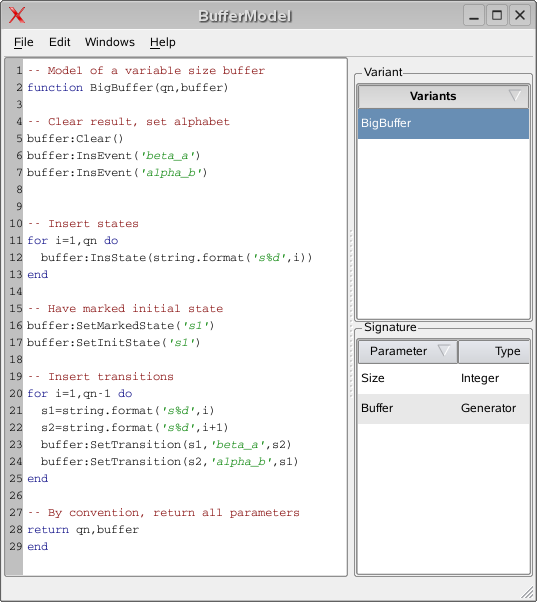 BufferModel
File Edit Windows Help
1 -- Model of a variable size buffer
2 function BigBuffer(qn,buffer)
3
4 -- Clear result, set alphabet
5 buffer:Clear()
6 buffer:InsEvent('beta_a')
7 buffer:InsEvent('alpha_b')
8
9
10 -- Insert states
11 for i=1,qn do
12   buffer:InsState(string.format('s%d',i))
13 end
14
15 -- Have marked initial state
16 buffer:SetMarkedState('s1')
17 buffer:SetInitState('s1')
18
19 -- Insert transitions
20 for i=1,qn-1 do
21   s1=string.format('s%d',i)
22   s2=string.format('s%d',i+1)
23   buffer:SetTransition(s1,'beta_a',s2)
24   buffer:SetTransition(s2,'alpha_b',s1)
25 end
26
27 -- By convention, return all parameters
28 return qn,buffer
29 end
Variant
Variants
BigBuffer
Signature
Parameter Type
Size Integer
Buffer Generator